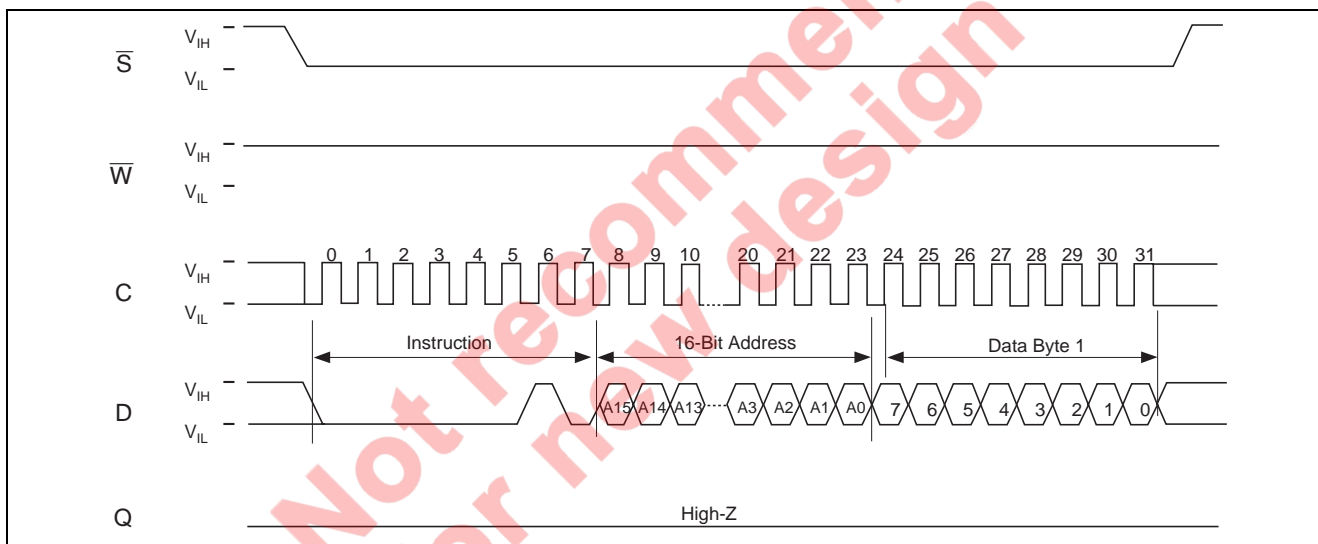 S
VIH
VIL
W
VIH
VIL
C
VIH
VIL
0 1 2 3 4 5 6 7 8 9 10 20 21 22 23 24 25 26 27 28 29 30 31
Instruction 16-Bit Address Data Byte 1
D
VIH
VIL
A15 A14 A13 A3 A2 A1 A0 7 6 5 4 3 2 1 0
Q
High-Z
Not recommen
or new design